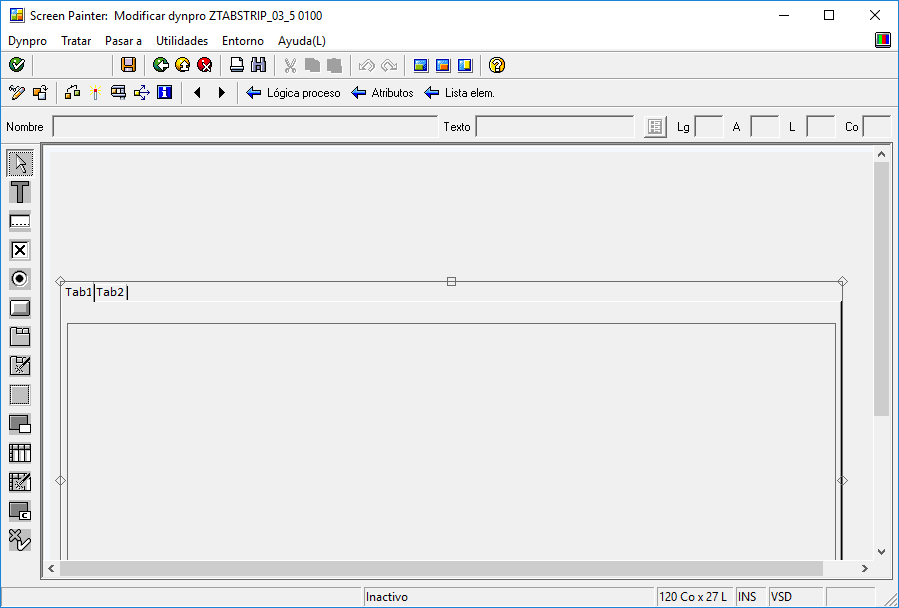 Screen Painter: Modificar dynpro ZTABSTRIP_03_5 0100
Dynpro Tratar Pasar a Utilidades Entorno Ayuda(L)
Lógica proceso Atributos Lista elem.
Nombre Texto Lg A L Co
Tab1 Tab2
Inactivo 120 Co x 27 L INS VSD